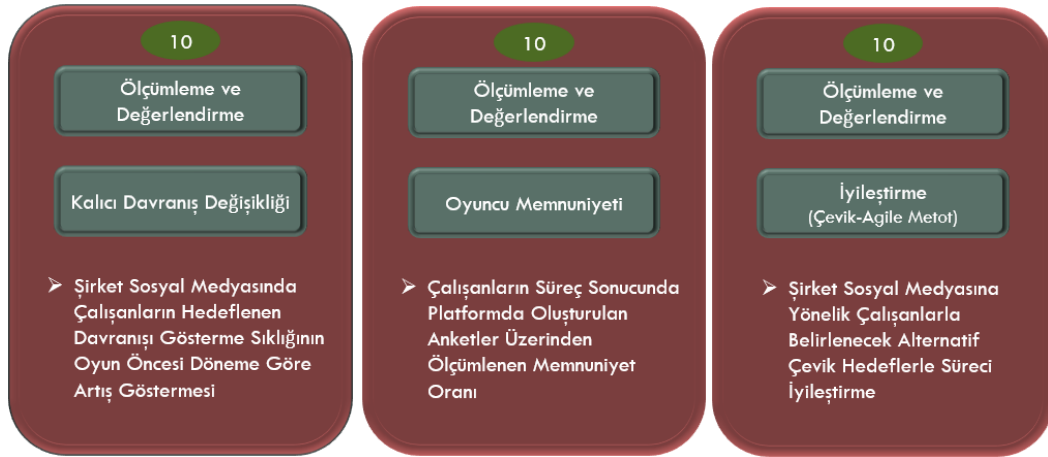 10
Ölçümleme ve
Değerlendirme
Kalıcı Davranış Değişikliği
➢ Şirket Sosyal Medyasında
Çalışanların Hedeflenen
Davranışı Gösterme Sıklığının
Oyun Öncesi Döneme Göre
Artış Göstermesi
10
Ölçümleme ve
Değerlendirme
Oyuncu Memnuniyeti
➢ Çalışanların Süreç Sonucunda
Platformda Oluşturulan
Anketler Üzerinden
Ölçümlenen Memnuniyet
Oranı
10
Ölçümleme ve
Değerlendirme
İyileştirme
(Çevik-Agile Metot)
➢ Şirket Sosyal Medyasına
Yönelik Çalışanlarla
Belirlenecek Alternatif
Çevik Hedeflerle Süreci
İyileştirme